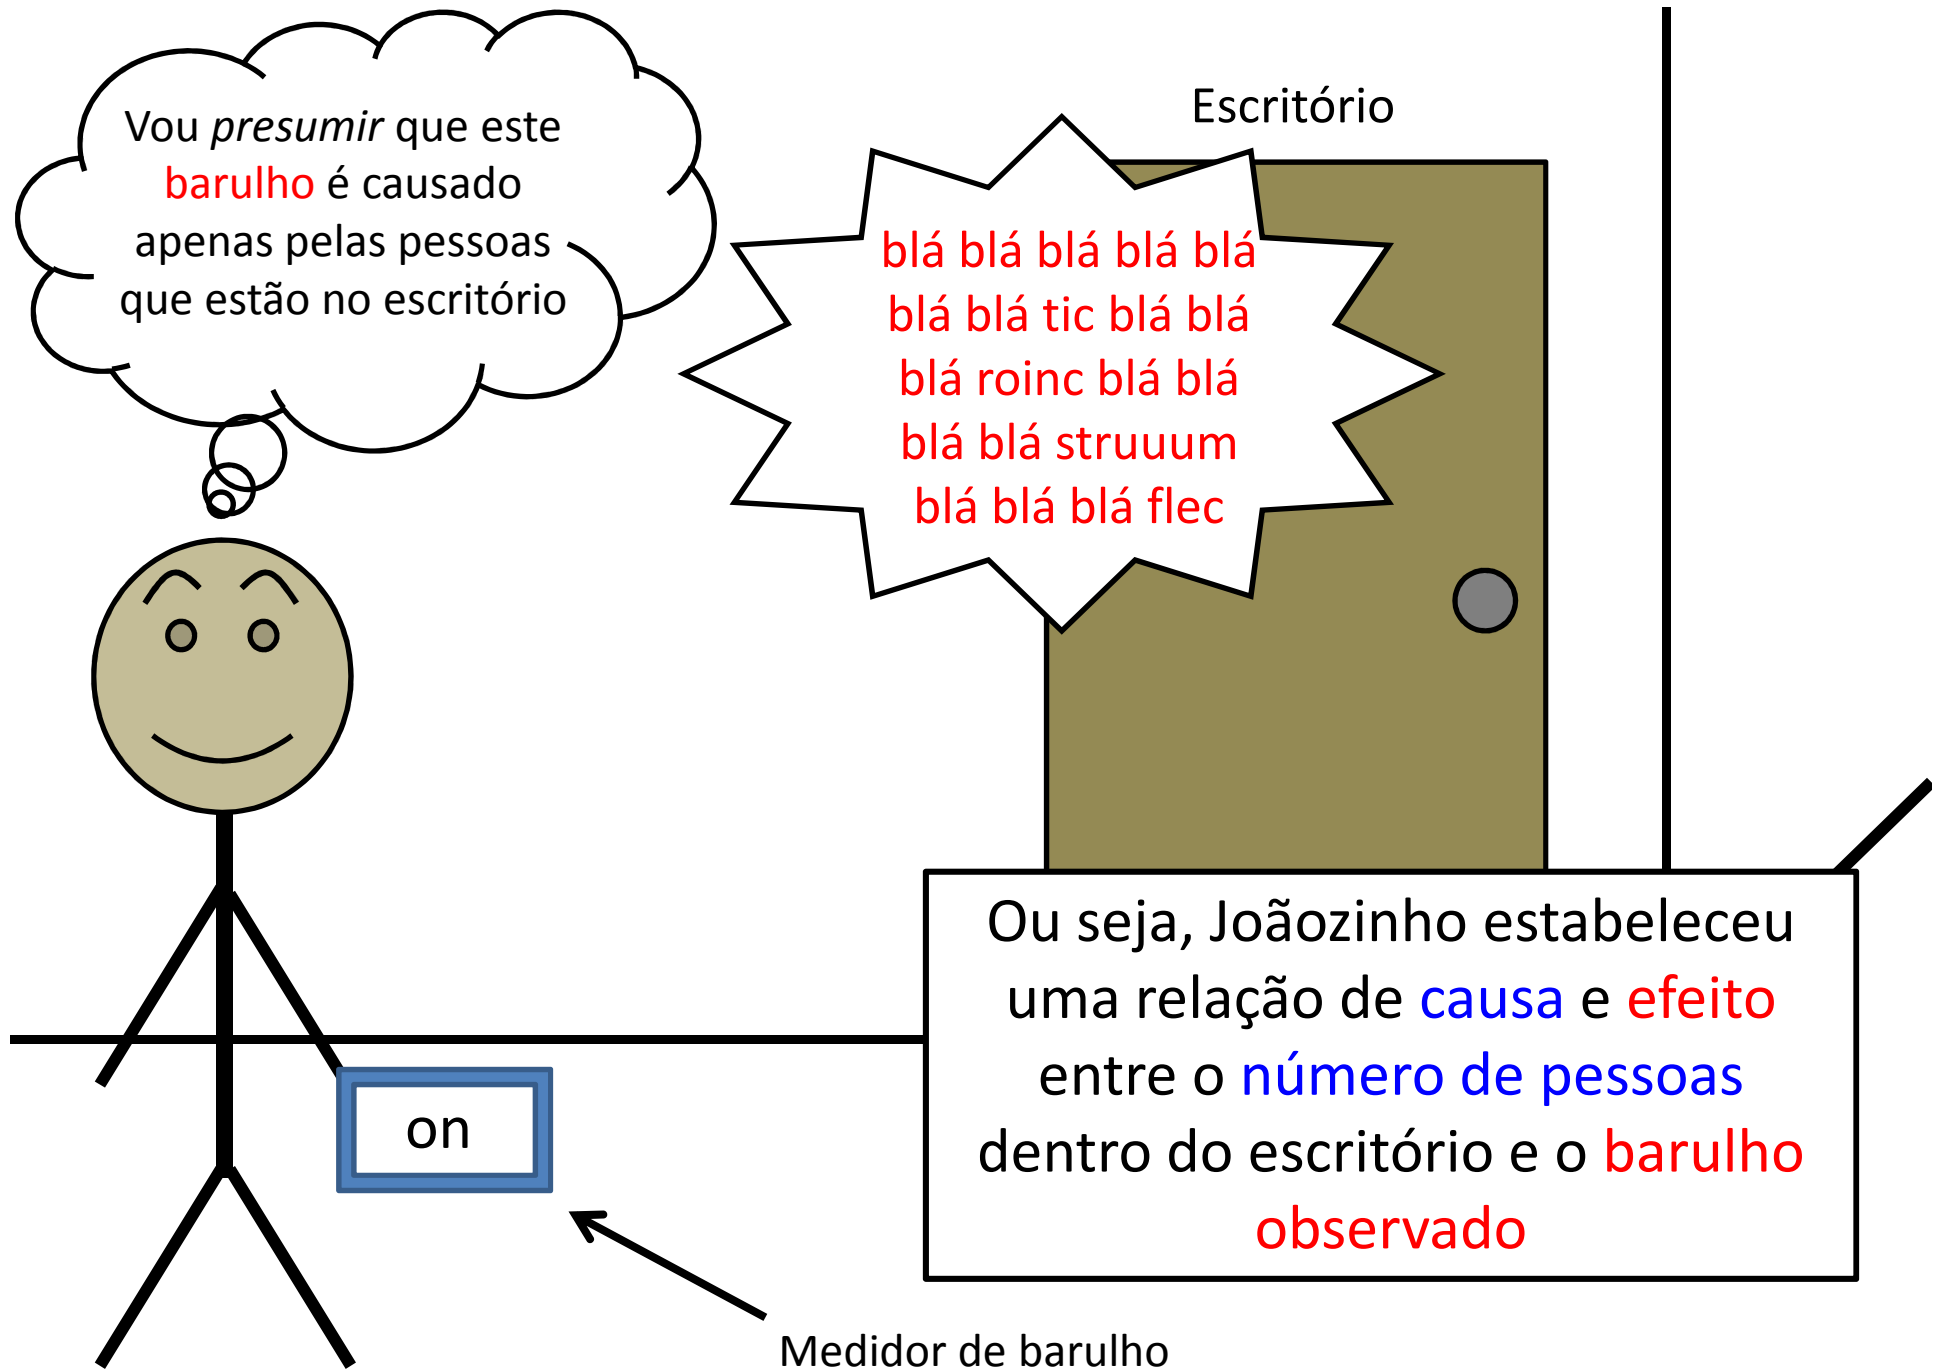 Vou presumir que este
barulho é causado
apenas pelas pessoas
que estão no escritório
Escritório
blá blá blá blá blá
blá blá tic blá blá
blá roinc blá blá
blá blá struuum
blá blá blá flec
on
Ou seja, Joãozinho estabeleceu
uma relação de causa e efeito
entre o número de pessoas
dentro do escritório e o barulho
observado
Medidor de barulho